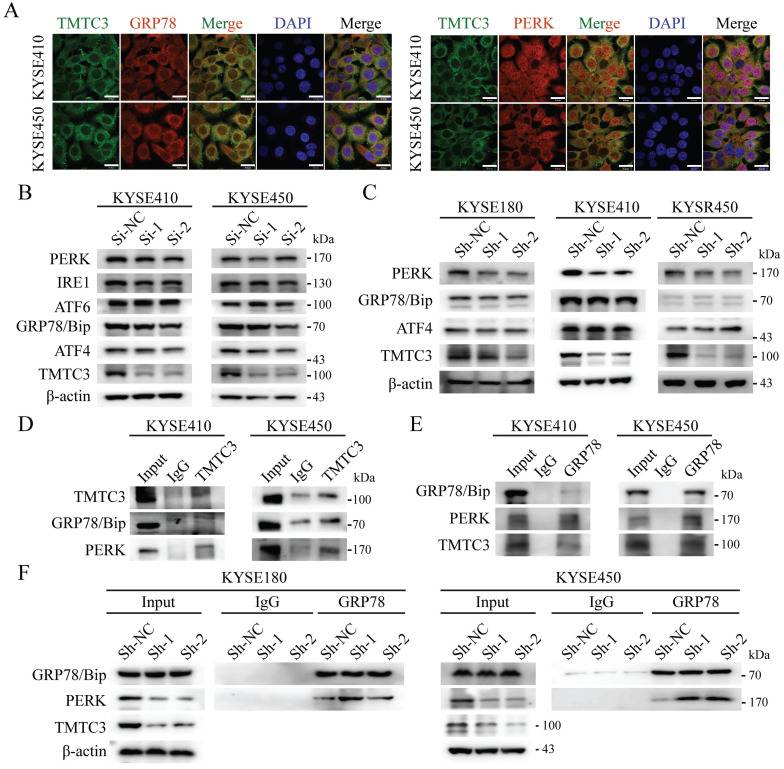 A
TMTC3 GRP78 Merge DAPI Merge
KYSE410
KYSE450
TMTC3 PERK Merge DAPI Merge
KYSE410
KYSE450
B
KYSE410 KYSE450
Si-NC Si-1 Si-2 Si-NC Si-1 Si-2
kDa
PERK 170
IRE1 130
ATF6 100
GRP78/Bip 70
ATF4
43
TMTC3 100
β-actin 43
C
KYSE180 KYSE410 KYSR450
Sh-NC Sh-1 Sh-2 Sh-NC Sh-1 Sh-2 Sh-NC Sh-1 Sh-2
kDa
PERK 170
GRP78/Bip 70
ATF4
43
TMTC3 100
β-actin 43
D
KYSE410 KYSE450
Input IgG TMTC3 Input IgG TMTC3
kDa
TMTC3 100
GRP78/Bip 70
PERK 170
E
KYSE410 KYSE450
Input IgG GRP78 Input IgG GRP78
kDa
GRP78/Bip 70
PERK 170
TMTC3 100
F
KYSE180 KYSE450
Input IgG GRP78 Input IgG GRP78
Sh-NC Sh-1 Sh-2 Sh-NC Sh-1 Sh-2 Sh-NC Sh-1 Sh-2 Sh-NC Sh-1 Sh-2 Sh-NC Sh-1 Sh-2 Sh-NC Sh-1 Sh-2
kDa
GRP78/Bip 70
PERK 170
TMTC3 100
β-actin 43